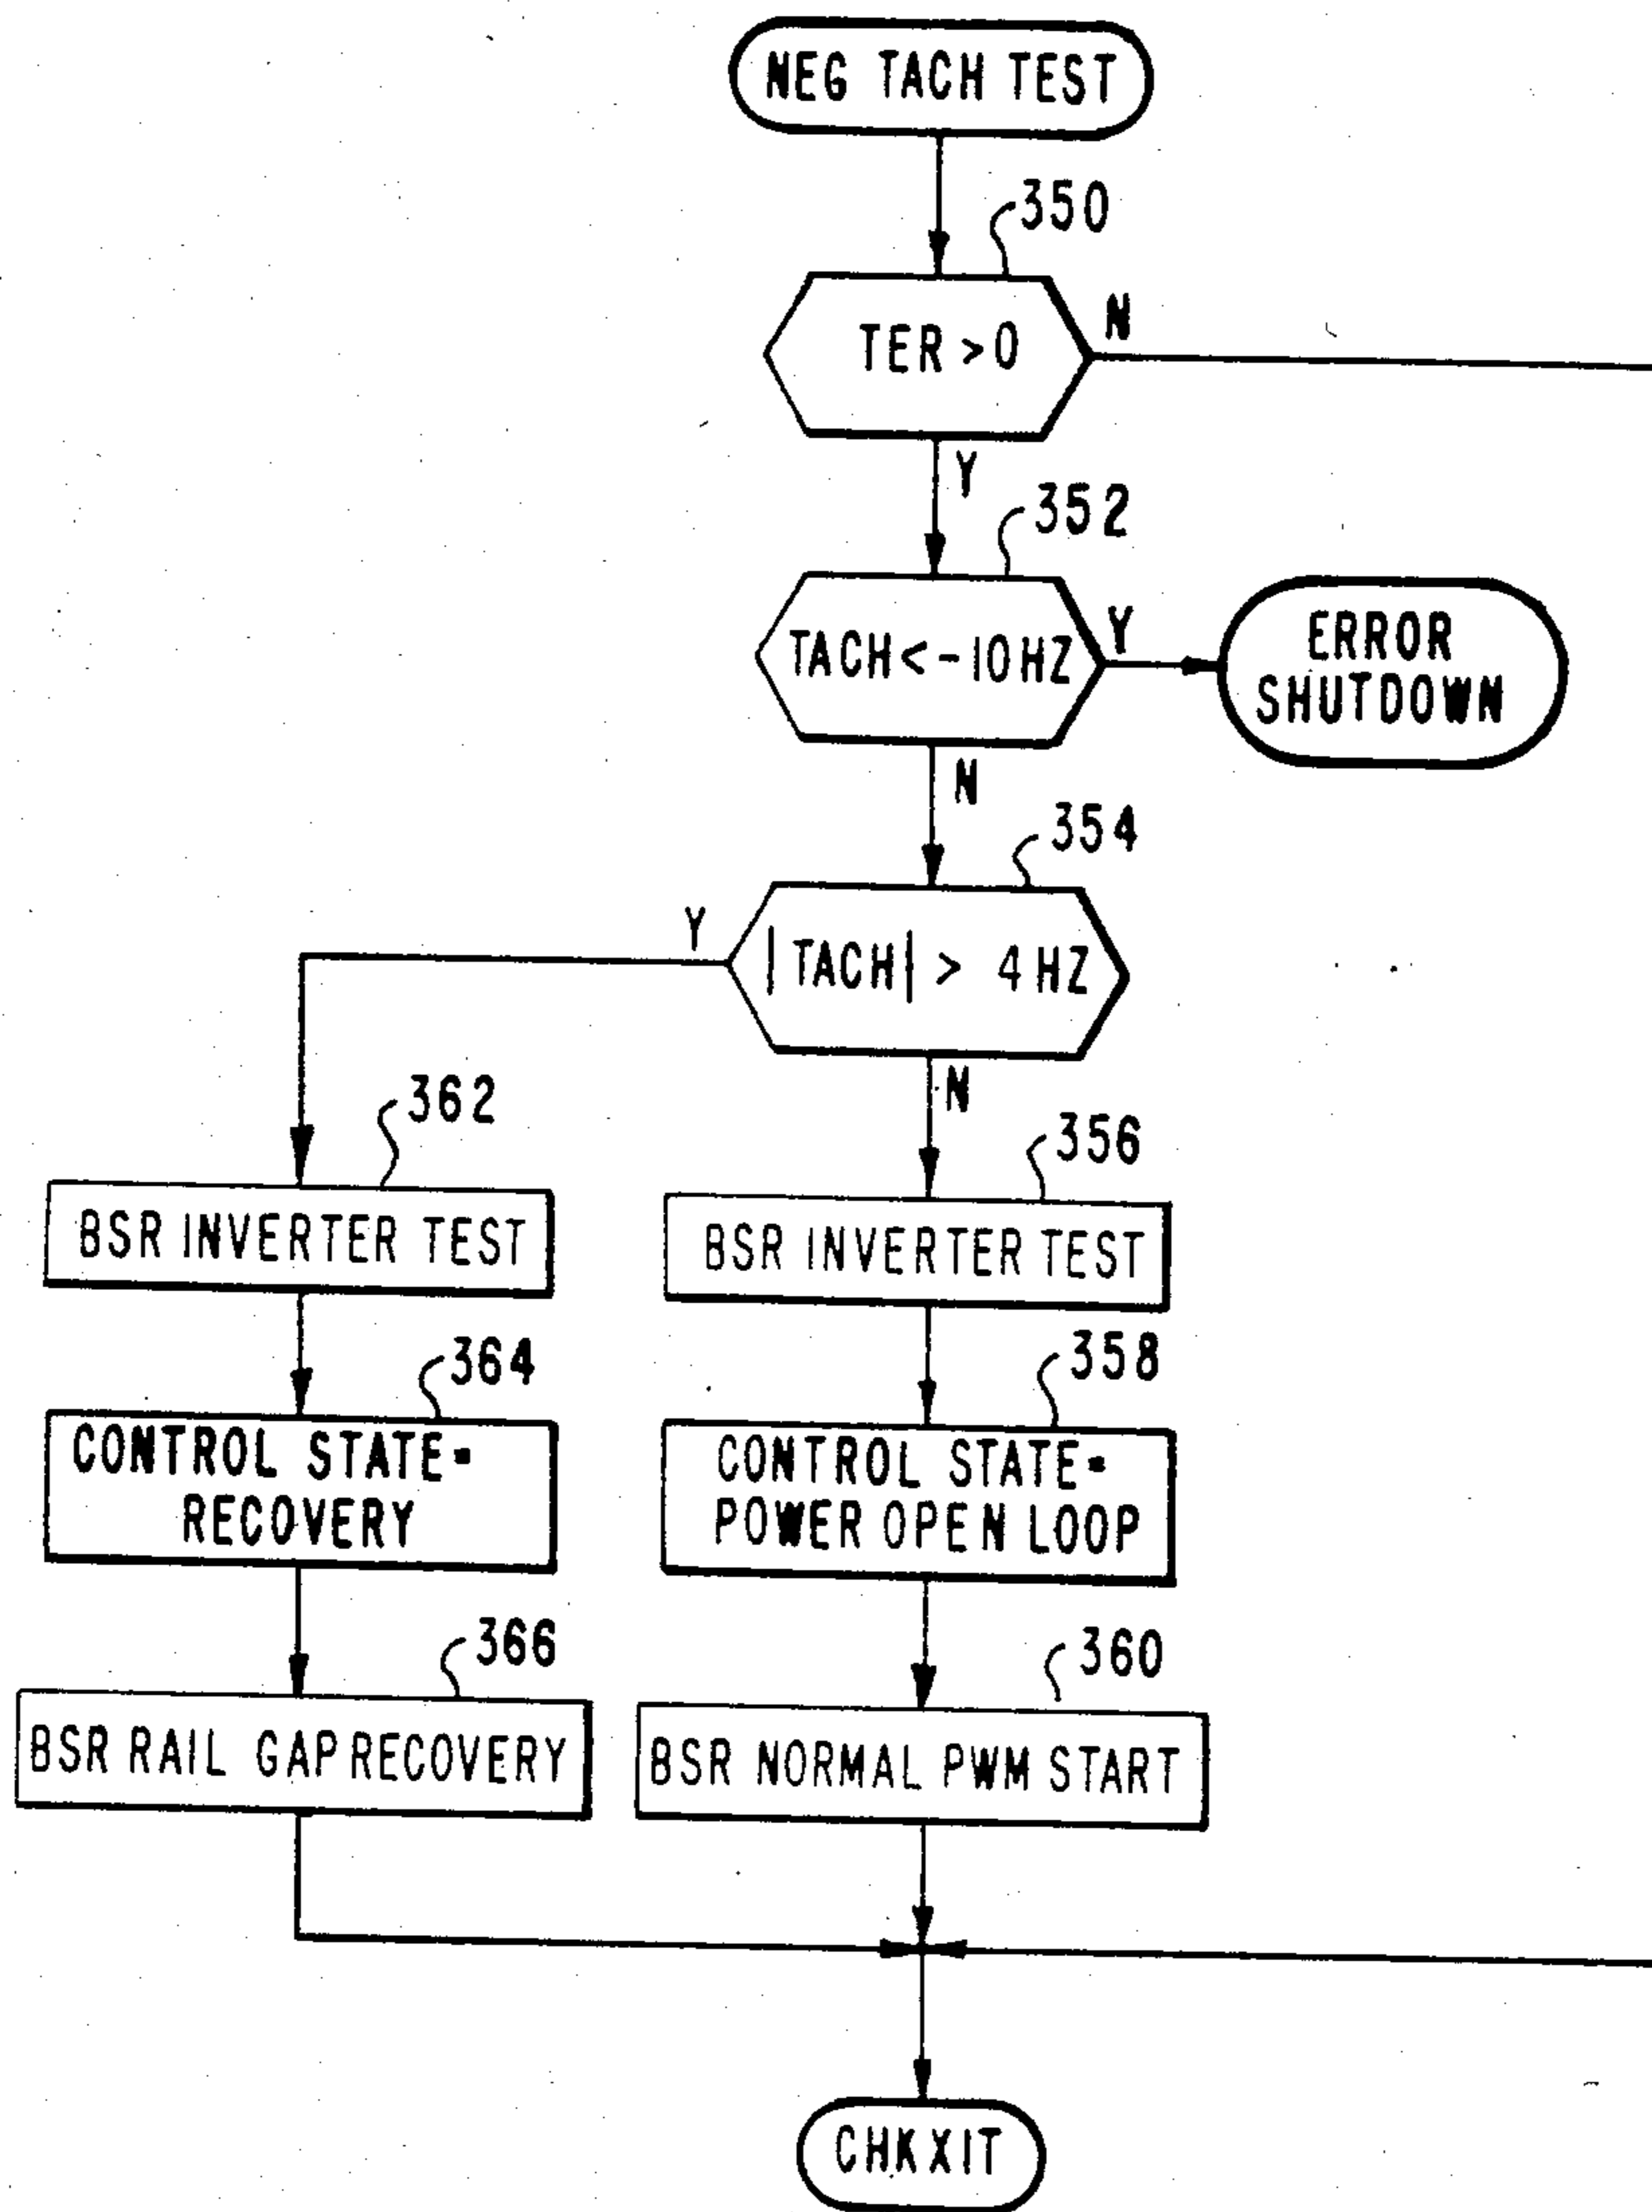 NEG TACH TEST
350
TER >0
N
Y
352
TACH < -10 HZ
Y
ERROR
SHUTDOWN
N
354
|TACH| > 4 HZ
Y
N
362
356
BSR INVERTER TEST
BSR INVERTER TEST
364
358
CONTROL STATE=
RECOVERY
CONTROL STATE=
POWER OPEN LOOP
366
360
BSR RAIL GAP RECOVERY
BSR NORMAL PWM START
CHKXIT